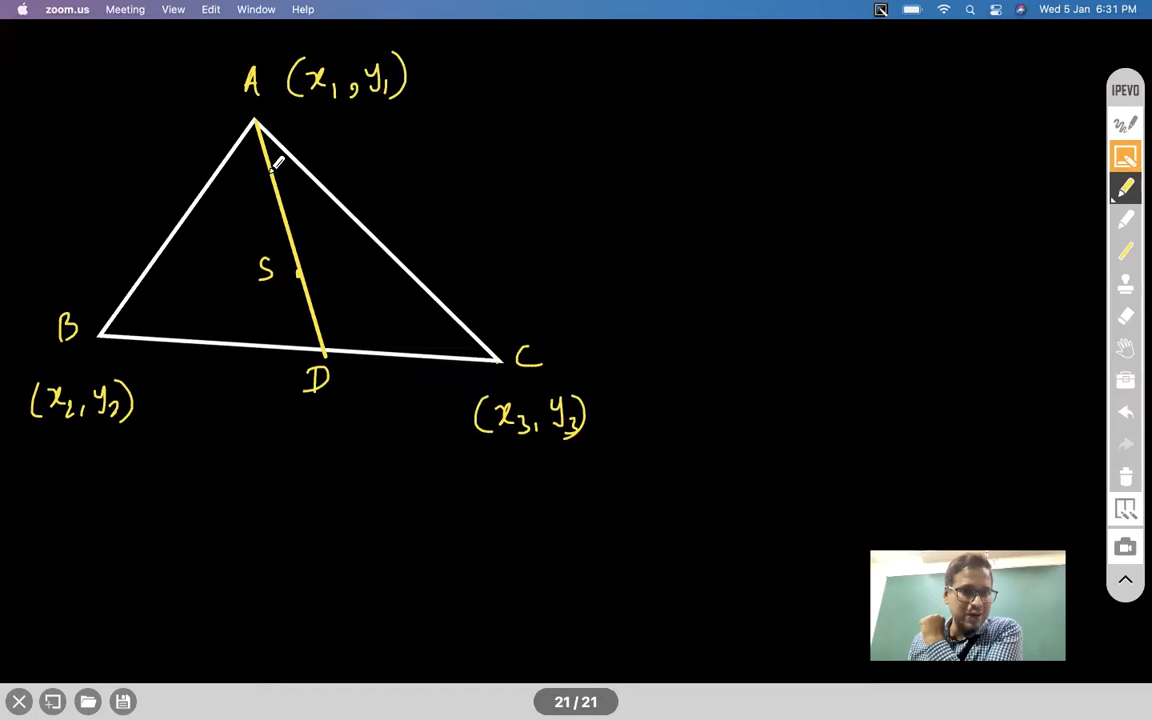 zoom.us Meeting View Edit Window Help Wed 5 Jan 6:31 PM
A (x₁, y₁)
IPEVO
S
B
C
D
(x₂, y₂)
(x₃, y₃)
21 / 21